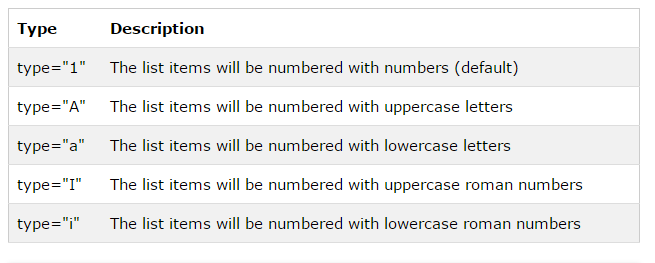 Type Description
type="1" The list items will be numbered with numbers (default)
type="A" The list items will be numbered with uppercase letters
type="a" The list items will be numbered with lowercase letters
type="I" The list items will be numbered with uppercase roman numbers
type="i" The list items will be numbered with lowercase roman numbers